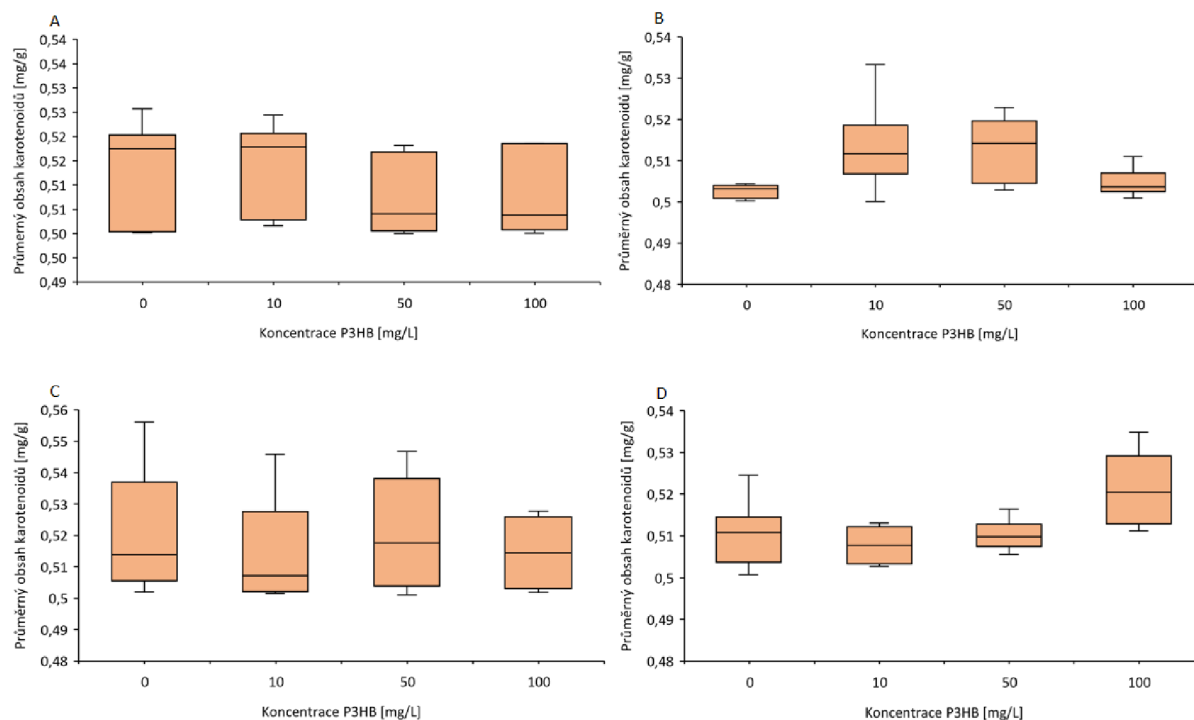 A
Průmerný obsah karotenoidů [mg/g]
0,54
0,54
0,53
0,53
0,52
0,52
0,51
0,51
0,50
0,50
0,49
0 10 50 100
Koncentrace P3HB [mg/L]
B
Průměrný obsah karotenoidů [mg/g]
0,54
0,53
0,52
0,51
0,5
0,49
0,48
0 10 50 100
Koncentrace P3HB [mg/L]
C
Průměrný obsah karotenoidů [mg/g]
0,56
0,55
0,54
0,53
0,52
0,51
0,5
0,49
0,48
0 10 50 100
Koncentrace P3HB [mg/L]
D
Průměrný obsah karotenoidů [mg/g]
0,54
0,53
0,52
0,51
0,5
0,49
0,48
0 10 50 100
Koncentrace P3HB [mg/L]